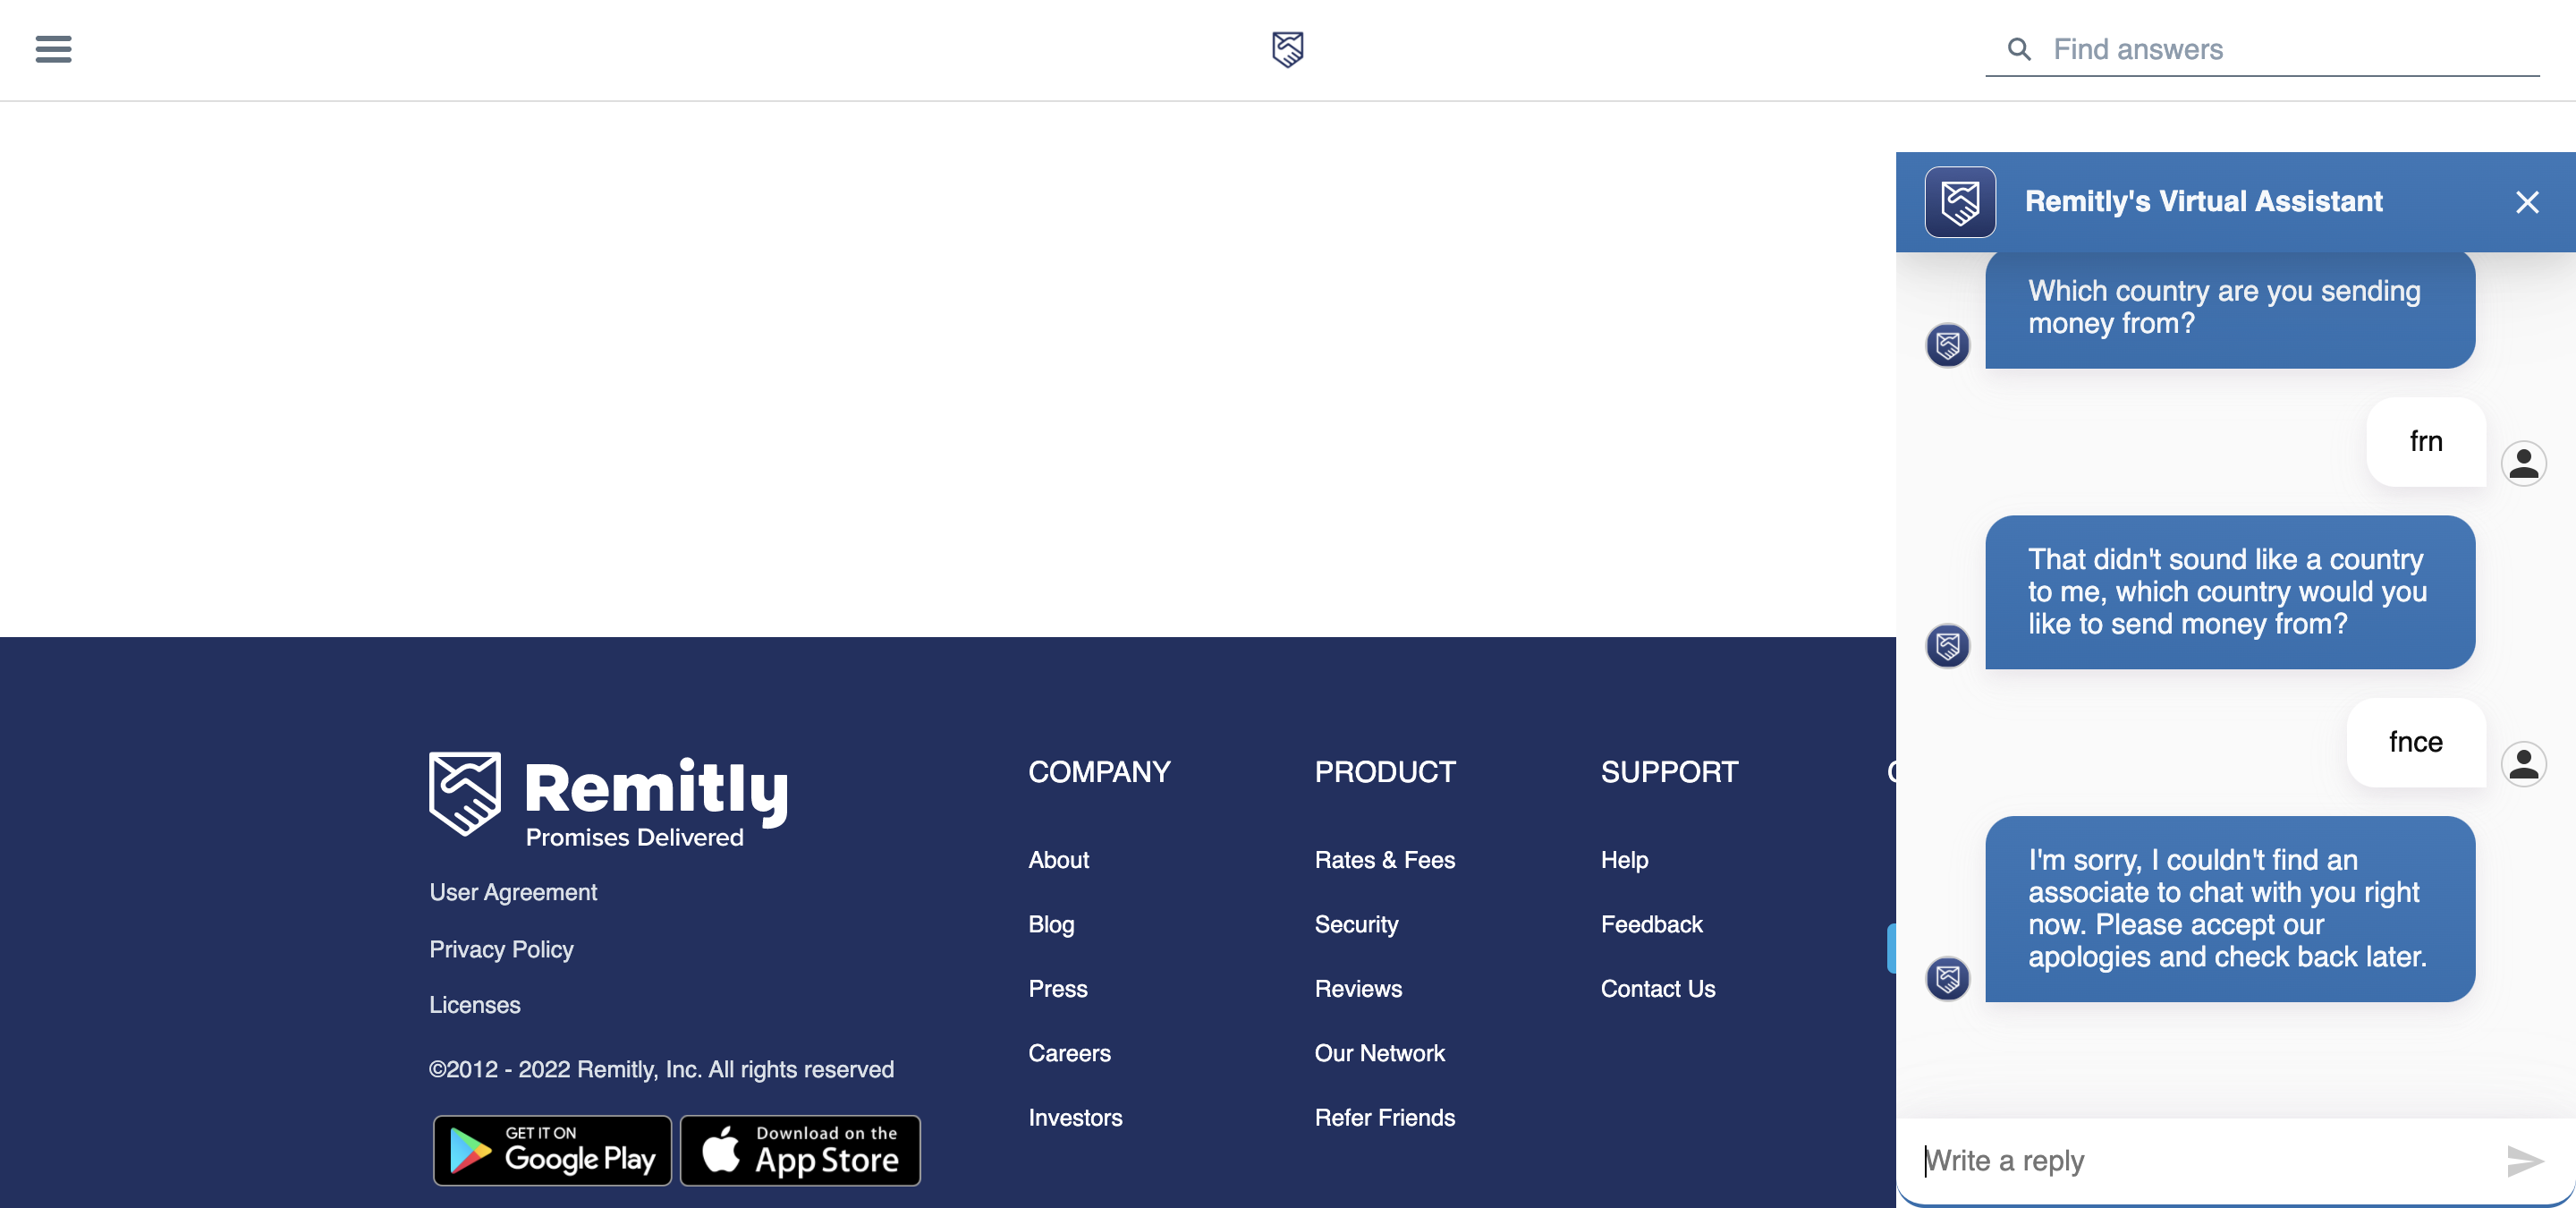 Find answers
Remitly's Virtual Assistant
Which country are you sending
money from?
frn
That didn't sound like a country
to me, which country would you
like to send money from?
fnce
I'm sorry, I couldn't find an
associate to chat with you right
now. Please accept our
apologies and check back later.
Write a reply
Remitly
Promises Delivered
User Agreement
Privacy Policy
Licenses
©2012 - 2022 Remitly, Inc. All rights reserved
GET IT ON
Google Play
Download on the
App Store
COMPANY
About
Blog
Press
Careers
Investors
PRODUCT
Rates & Fees
Security
Reviews
Our Network
Refer Friends
SUPPORT
Help
Feedback
Contact Us